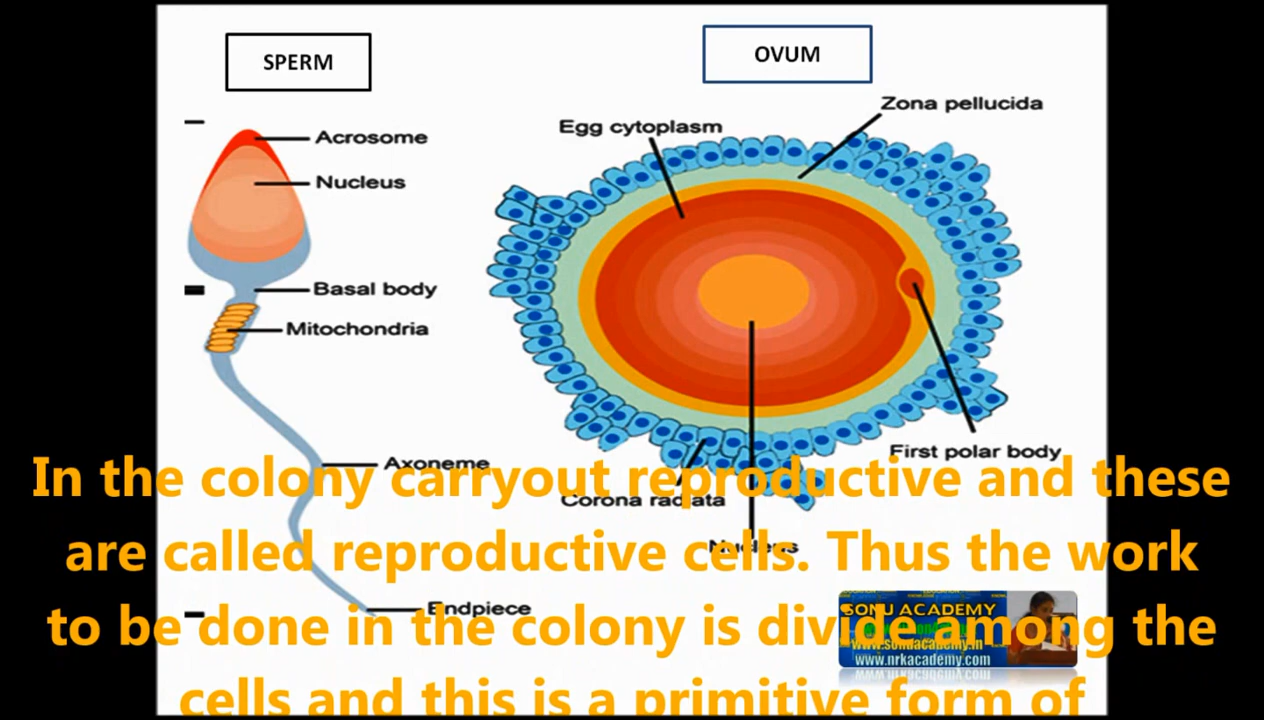 SPERM
OVUM
Acrosome
Nucleus
Basal body
Mitochondria
Axoneme
Endpiece
Egg cytoplasm
Zona pellucida
First polar body
Corona radiata
Nucleus
In the colony carryout reproductive and these
are called reproductive cells. Thus the work
to be done in the colony is divide among the
cells and this is a primitive form of
SONU ACADEMY
www.sonuacademy.in
www.nrkacademy.com